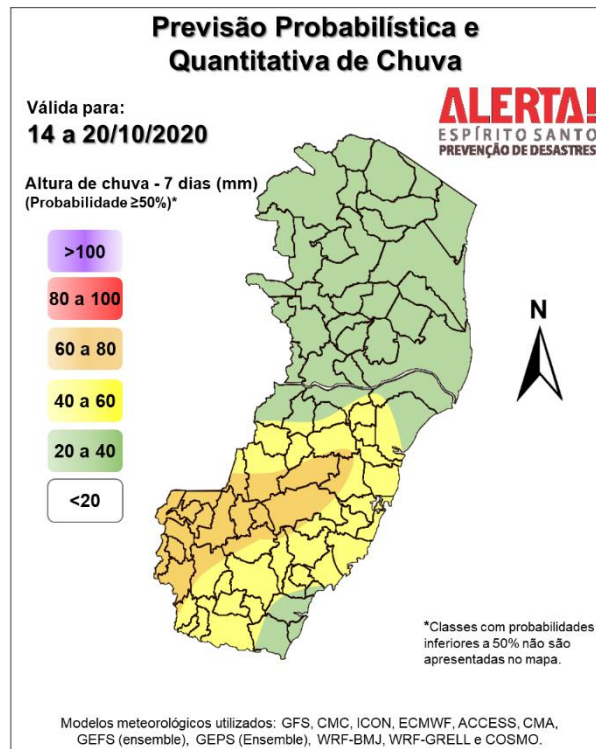 Previsão Probabilística e
Quantitativa de Chuva
Válida para:
14 a 20/10/2020
ALERTA!
ESPÍRITO SANTO
PREVENÇÃO DE DESASTRES
Altura de chuva - 7 dias (mm)
(Probabilidade ≥50%)*
>100
80 a 100
60 a 80
40 a 60
20 a 40
<20
N
*Classes com probabilidades
inferiores a 50% não são
apresentadas no mapa.
Modelos meteorológicos utilizados: GFS, CMC, ICON, ECMWF, ACCESS, CMA,
GEFS (ensemble), GEPS (Ensemble), WRF-BMJ, WRF-GRELL e COSMO.